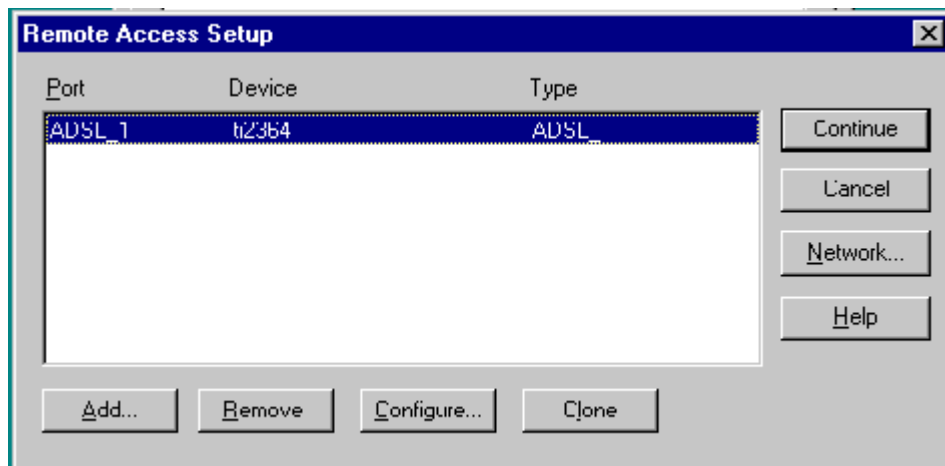 Remote Access Setup
Port Device Type
ADSL_1 ti2364 ADSL_
Continue
Cancel
Network...
Help
Add... Remove Configure... Clone